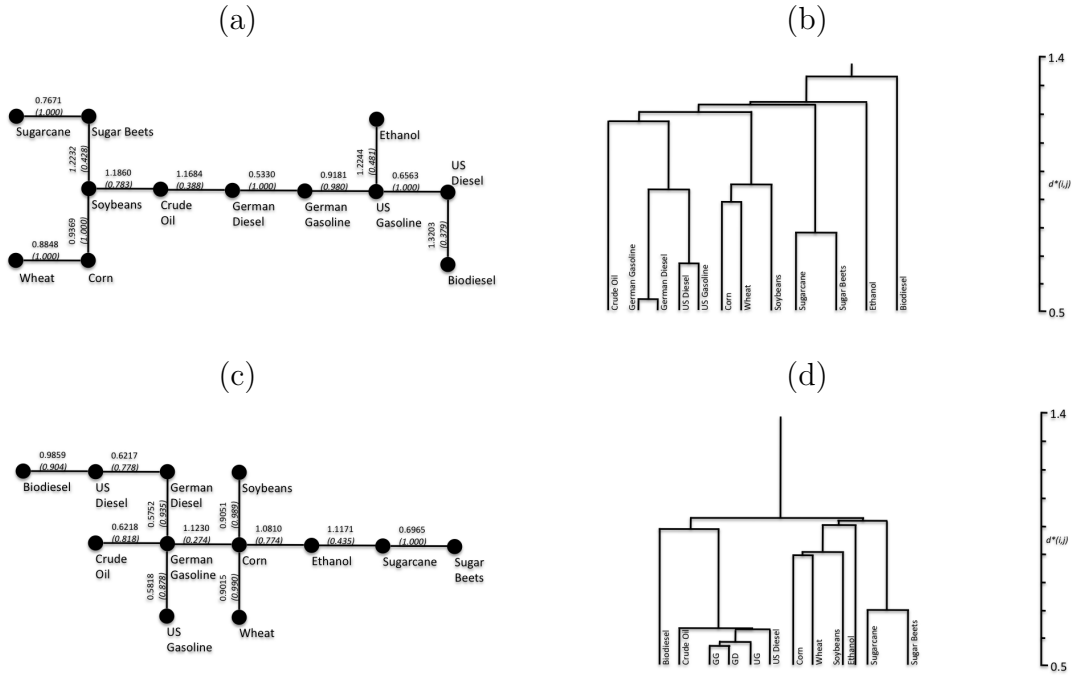 (a)
0.7671
(1.000)
Sugarcane
Sugar Beets
1.2232
(0.428)
1.1860
(0.783)
Soybeans
1.1684
(0.388)
Crude
Oil
0.5330
(1.000)
German
Diesel
0.9181
(0.980)
German
Gasoline
Ethanol
1.2244
(0.481)
0.6563
(1.000)
US
Gasoline
US
Diesel
1.3203
(0.379)
Biodiesel
0.9369
(1.000)
0.8848
(1.000)
Wheat
Corn
(b)
Crude Oil
German Gasoline
German Diesel
US Diesel
US Gasoline
Corn
Wheat
Soybeans
Sugarcane
Sugar Beets
Ethanol
Biodiesel
1.4
d*(i,j)
0.5
(c)
0.9859
(0.904)
Biodiesel
0.6217
(0.778)
US
Diesel
German
Diesel
0.5752
(0.935)
Soybeans
0.9051
(0.989)
0.6218
(0.818)
Crude
Oil
1.1230
(0.274)
German
Gasoline
1.0810
(0.774)
Corn
1.1171
(0.435)
Ethanol
0.6965
(1.000)
Sugarcane
Sugar
Beets
0.5818
(0.878)
US
Gasoline
0.9015
(0.990)
Wheat
(d)
Biodiesel
Crude Oil
GG
GD
UG
US Diesel
Corn
Wheat
Soybeans
Ethanol
Sugarcane
Sugar Beets
1.4
d*(i,j)
0.5